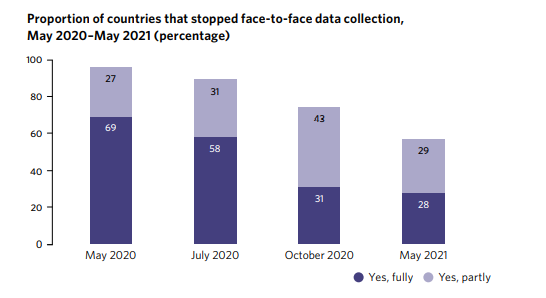 Proportion of countries that stopped face-to-face data collection,
May 2020–May 2021 (percentage)
100
80
60
40
20
0
27
69
31
58
43
31
29
28
May 2020
July 2020
October 2020
May 2021
Yes, fully
Yes, partly